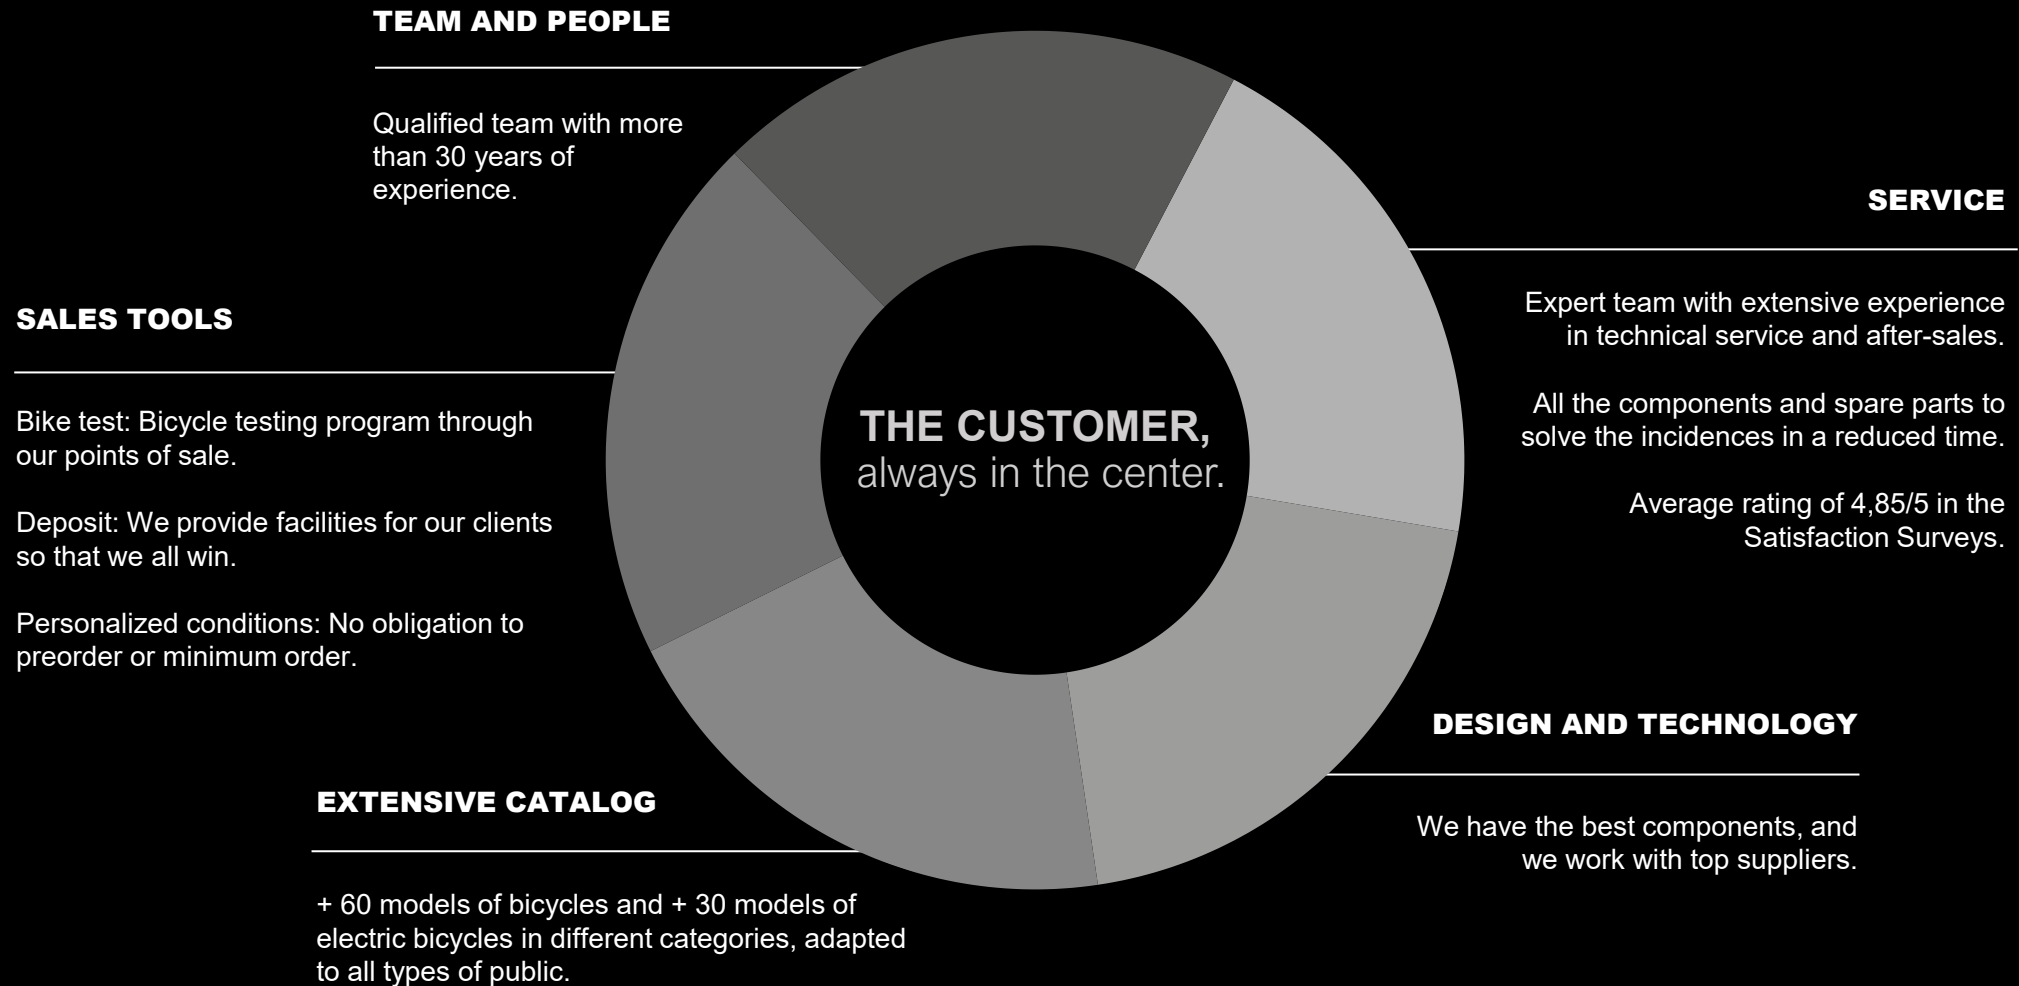 TEAM AND PEOPLE
Qualified team with more
than 30 years of
experience.
SALES TOOLS
Bike test: Bicycle testing program through
our points of sale.
Deposit: We provide facilities for our clients
so that we all win.
Personalized conditions: No obligation to
preorder or minimum order.
EXTENSIVE CATALOG
+ 60 models of bicycles and + 30 models of
electric bicycles in different categories, adapted
to all types of public.
THE CUSTOMER,
always in the center.
SERVICE
Expert team with extensive experience
in technical service and after-sales.
All the components and spare parts to
solve the incidences in a reduced time.
Average rating of 4,85/5 in the
Satisfaction Surveys.
DESIGN AND TECHNOLOGY
We have the best components, and
we work with top suppliers.